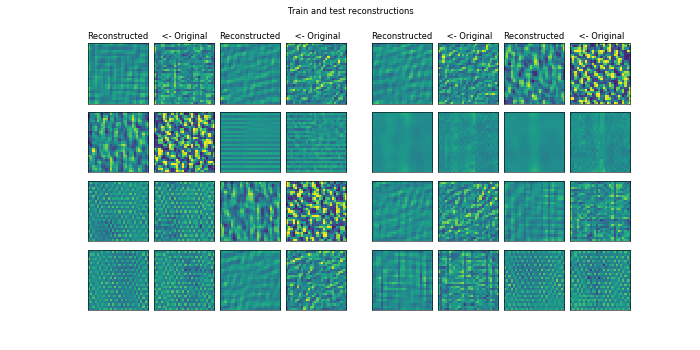 Train and test reconstructions
Reconstructed <- Original Reconstructed <- Original Reconstructed <- Original Reconstructed <- Original